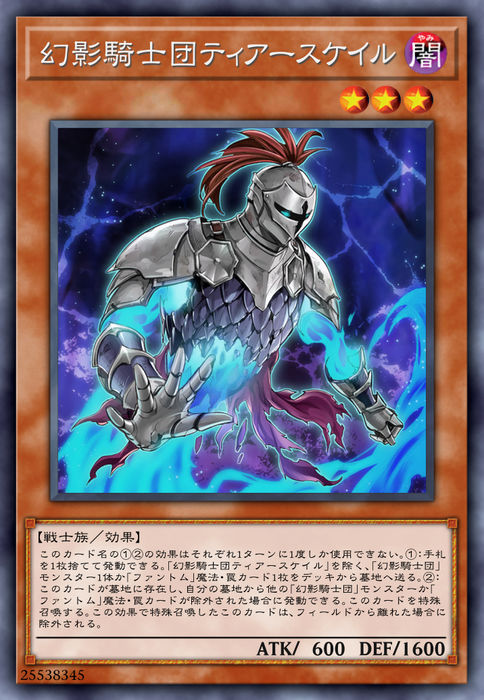 幻影騎士団ティアースケイル
やみ
闇
【戦士族／効果】
このカード名の①②の効果はそれぞれ1ターンに1度しか使用できない。①：手札
を1枚捨てて発動できる。「幻影騎士団ティアースケイル」を除く、「幻影騎士団」
モンスター1体か「ファントム」魔法・罠カード1枚をデッキから墓地へ送る。②：
このカードが墓地に存在し、自分の墓地から他の「幻影騎士団」モンスターか「
ファントム」魔法・罠カードが除外された場合に発動できる。このカードを特殊
召喚する。この効果で特殊召喚したこのカードは、フィールドから離れた場合に
除外される。
ATK/ 600 DEF/1600
25538345